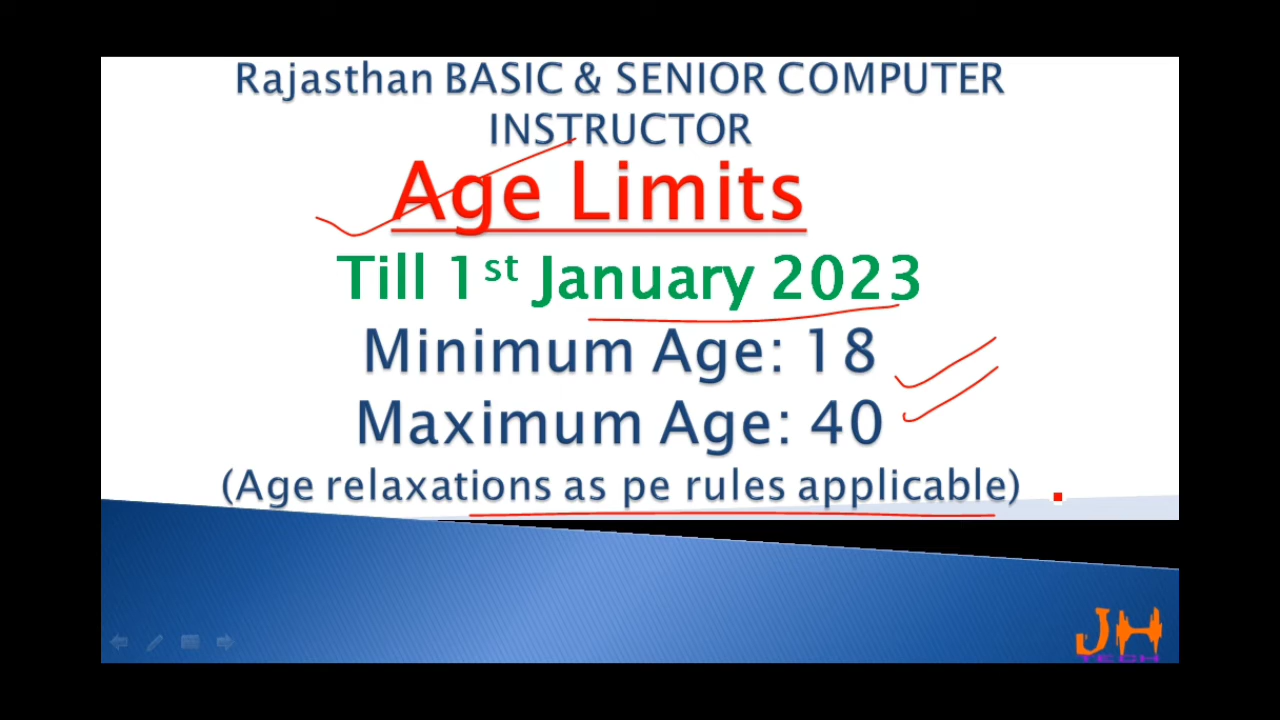 Rajasthan BASIC & SENIOR COMPUTER
INSTRUCTOR
Age Limits
Till 1st January 2023
Minimum Age: 18
Maximum Age: 40
(Age relaxations as pe rules applicable)
JH
TECH